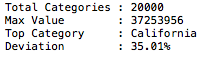 Total Categories : 20000
Max Value        : 37253956
Top Category     : California
Deviation        : 35.01%